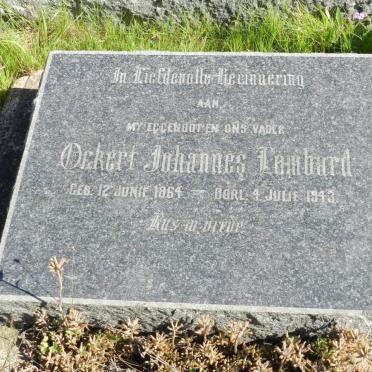 In Liefdevolle Herinnering
AAN
MY EGGENOOT EN ONS VADER
Ockert Johannes Lombard
GEB. 12 JUNIE 1864 = OORL. 4 JULIE 1943.
Rus in vrede